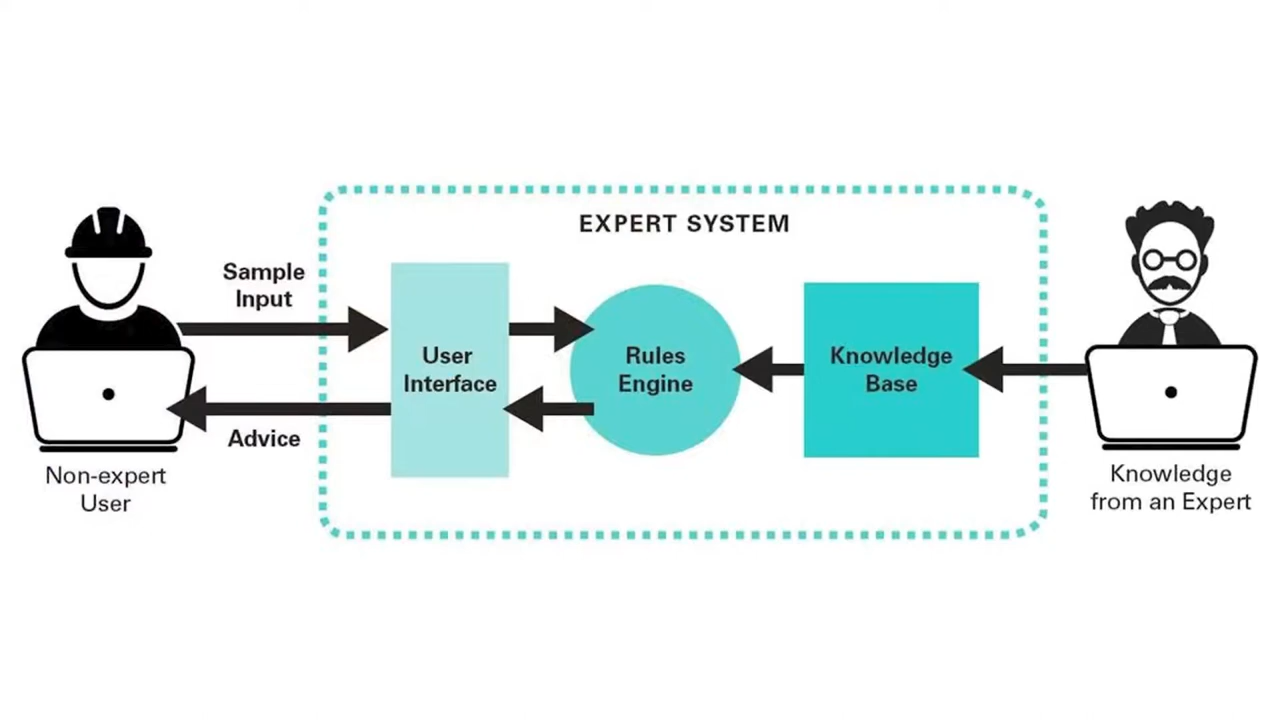 EXPERT SYSTEM
Sample
Input
User
Interface
Rules
Engine
Knowledge
Base
Advice
Non-expert
User
Knowledge
from an Expert